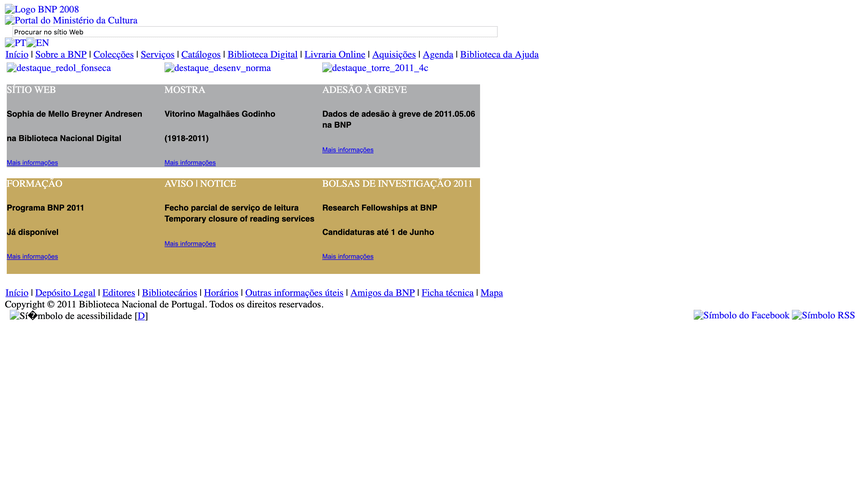 Logo BNP 2008
Portal do Ministério da Cultura
Procurar no sítio Web
PT EN
Início | Sobre a BNP | Colecções | Serviços | Catálogos | Biblioteca Digital | Livraria Online | Aquisições | Agenda | Biblioteca da Ajuda
destaque_redol_fonseca destaque_desenv_norma destaque_torre_2011_4c
SÍTIO WEB
Sophia de Mello Breyner Andresen
na Biblioteca Nacional Digital
Mais informações
MOSTRA
Vitorino Magalhães Godinho
(1918-2011)
Mais informações
ADESÃO À GREVE
Dados de adesão à greve de 2011.05.06
na BNP
Mais informações
FORMAÇÃO
Programa BNP 2011
Já disponível
Mais informações
AVISO | NOTICE
Fecho parcial de serviço de leitura
Temporary closure of reading services
Mais informações
BOLSAS DE INVESTIGAÇÃO 2011
Research Fellowships at BNP
Candidaturas até 1 de Junho
Mais informações
Início | Depósito Legal | Editores | Bibliotecários | Horários | Outras informações úteis | Amigos da BNP | Ficha técnica | Mapa
Copyright © 2011 Biblioteca Nacional de Portugal. Todos os direitos reservados.
Sí�mbolo de acessibilidade [D] Símbolo do Facebook Símbolo RSS